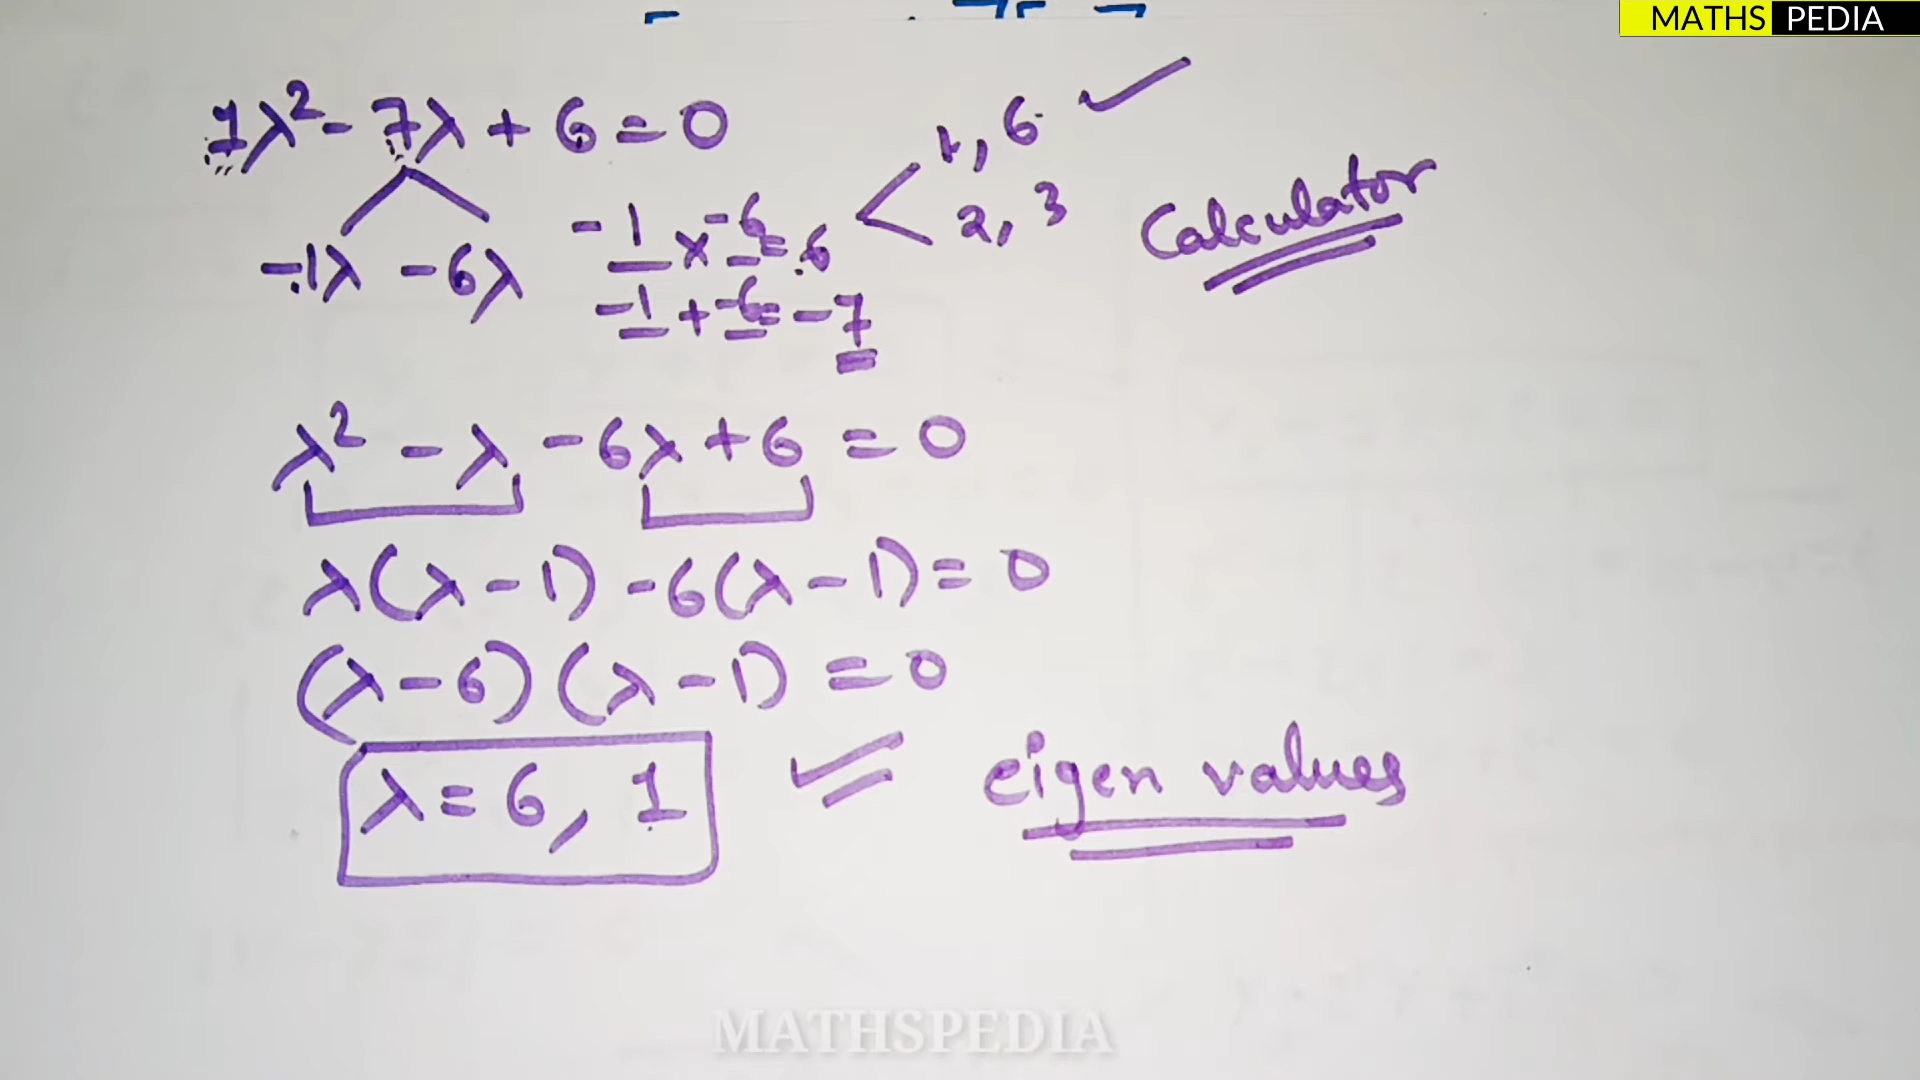 MATHS PEDIA
1λ² - 7λ + 6 = 0
1, 6
2, 3
Calculator
-1λ - 6λ
-1 × -6 = 6
-1 + -6 = -7
λ² - λ - 6λ + 6 = 0
λ(λ - 1) - 6(λ - 1) = 0
(λ - 6) (λ - 1) = 0
λ = 6, 1
eigen values
MATHSPEDIA